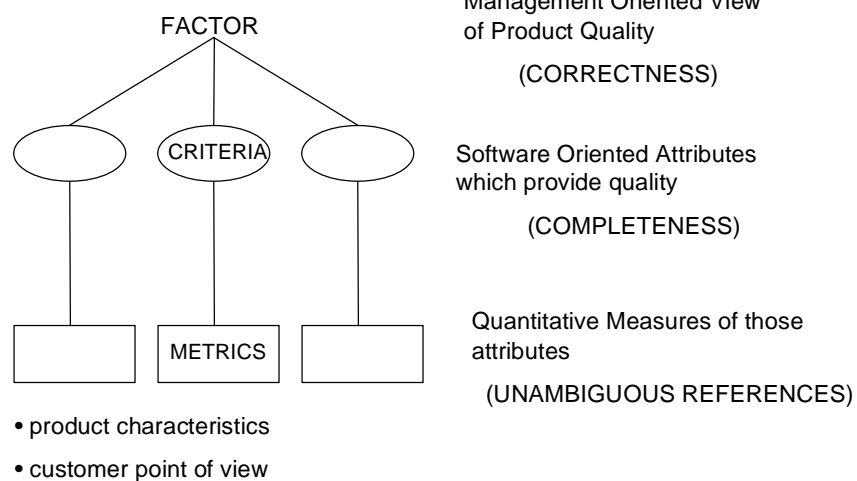 Management Oriented View
FACTOR
of Product Quality
(CORRECTNESS)
CRITERIA
Software Oriented Attributes
which provide quality
(COMPLETENESS)
Quantitative Measures of those
METRICS
attributes
(UNAMBIGUOUS REFERENCES)
• product characteristics
• customer point of view